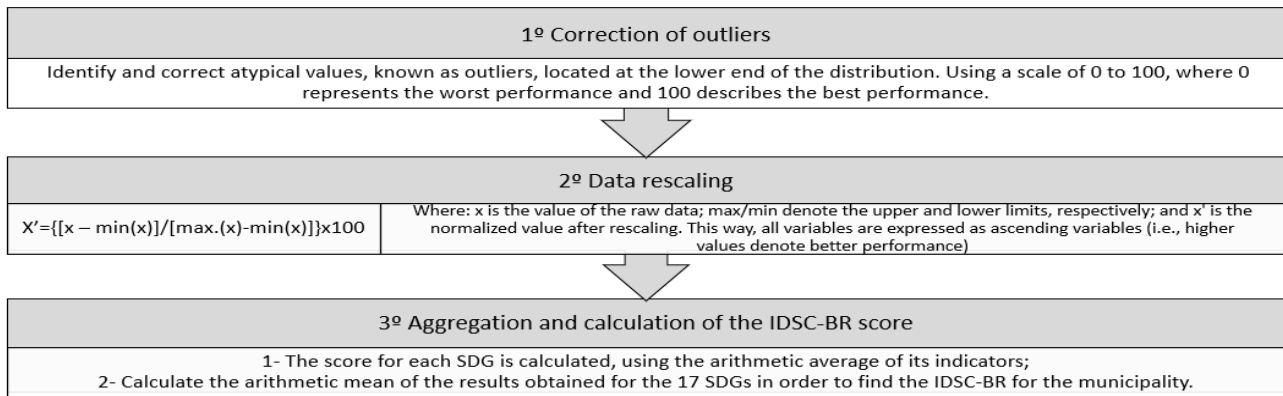 1º Correction of outliers
Identify and correct atypical values, known as outliers, located at the lower end of the distribution. Using a scale of 0 to 100, where 0
represents the worst performance and 100 describes the best performance.
2º Data rescaling
X’={[x – min(x)]/[max.(x)-min(x)]}x100
Where: x is the value of the raw data; max/min denote the upper and lower limits, respectively; and x' is the
normalized value after rescaling. This way, all variables are expressed as ascending variables (i.e., higher
values denote better performance)
3º Aggregation and calculation of the IDSC-BR score
1- The score for each SDG is calculated, using the arithmetic average of its indicators;
2- Calculate the arithmetic mean of the results obtained for the 17 SDGs in order to find the IDSC-BR for the municipality.